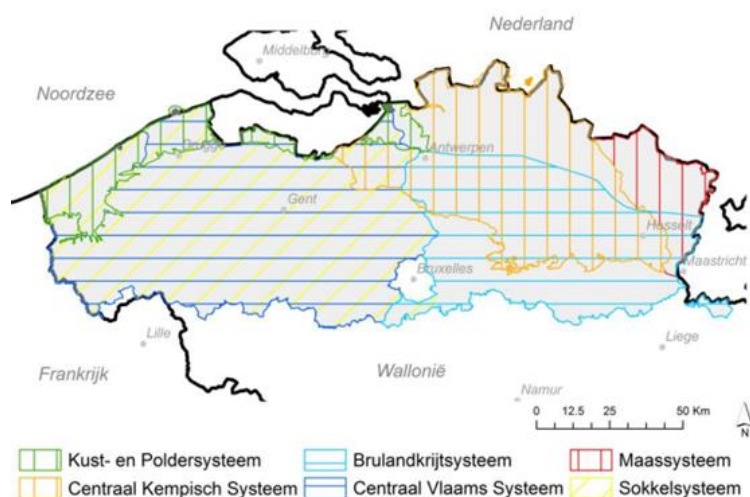 Nederland
Middelburg
Noordzee
Brugge
Antwerpen
Gent
Hasselt
Maastricht
Bruxelles
Lille
Liege
Frankrijk
Wallonië
Namur
0 12.5 25 50 Km
N
Kust- en Poldersysteem
Brulandkrijtsysteem
Maassysteem
Centraal Kempisch Systeem
Centraal Vlaams Systeem
Sokkelsysteem